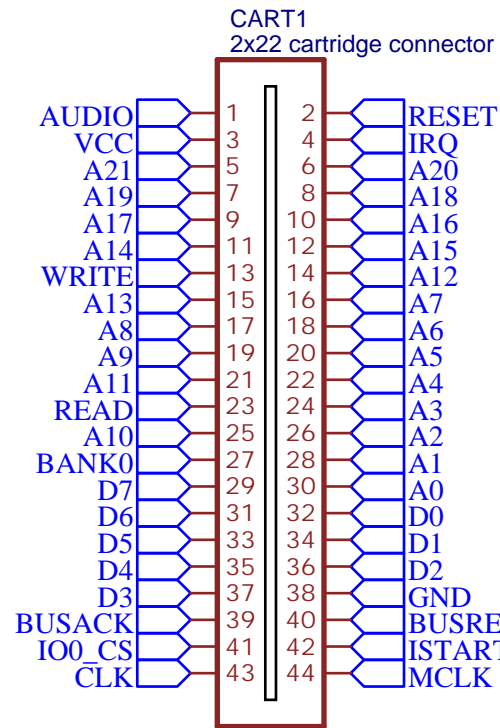 CART1
2x22 cartridge connector
AUDIO 1 2 RESET
VCC 3 4 IRQ
A21 5 6 A20
A19 7 8 A18
A17 9 10 A16
A14 11 12 A15
WRITE 13 14 A12
A13 15 16 A7
A8 17 18 A6
A9 19 20 A5
A11 21 22 A4
READ 23 24 A3
A10 25 26 A2
BANK0 27 28 A1
D7 29 30 A0
D6 31 32 D0
D5 33 34 D1
D4 35 36 D2
D3 37 38 GND
BUSACK 39 40 BUSRE
IO0_CS 41 42 ISTART
CLK 43 44 MCLK